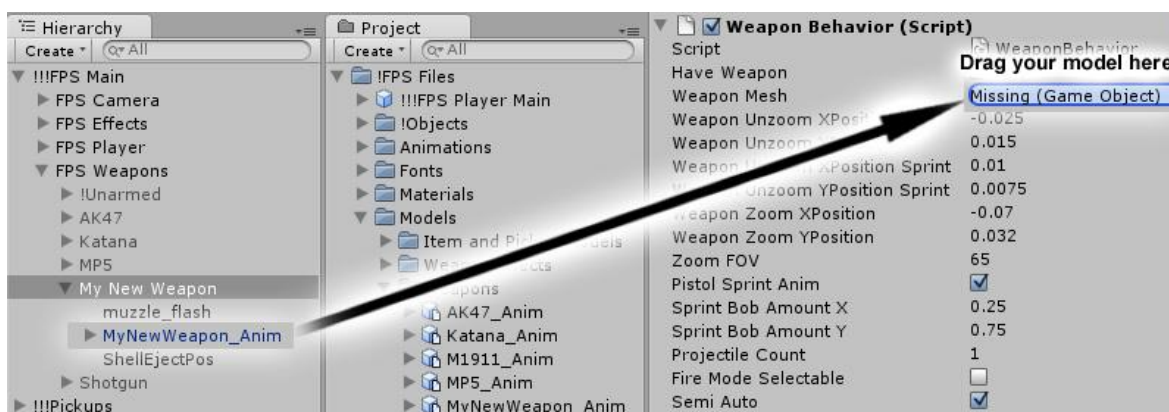 Hierarchy
Create
All
!!!FPS Main
FPS Camera
FPS Effects
FPS Player
FPS Weapons
!Unarmed
AK47
Katana
MP5
My New Weapon
muzzle_flash
MyNewWeapon_Anim
ShellEjectPos
Shotgun
!!!Pickups
Project
Create
All
!FPS Files
!!!FPS Player Main
!Objects
Animations
Fonts
Materials
Models
Item and
AK47_Anim
Katana_Anim
M1911_Anim
MP5_Anim
MyNewWeapon_Anim
Weapon Behavior (Script)
Script WeaponBehavior
Drag your model here
Have Weapon
Weapon Mesh Missing (Game Object)
Weapon Unzoom -0.025
Weapon Unzoom 0.015
XPosition Sprint 0.01
Unzoom YPosition Sprint 0.0075
Weapon Zoom XPosition -0.07
Weapon Zoom YPosition 0.032
Zoom FOV 65
Pistol Sprint Anim
Sprint Bob Amount X 0.25
Sprint Bob Amount Y 0.75
Projectile Count 1
Fire Mode Selectable
Semi Auto